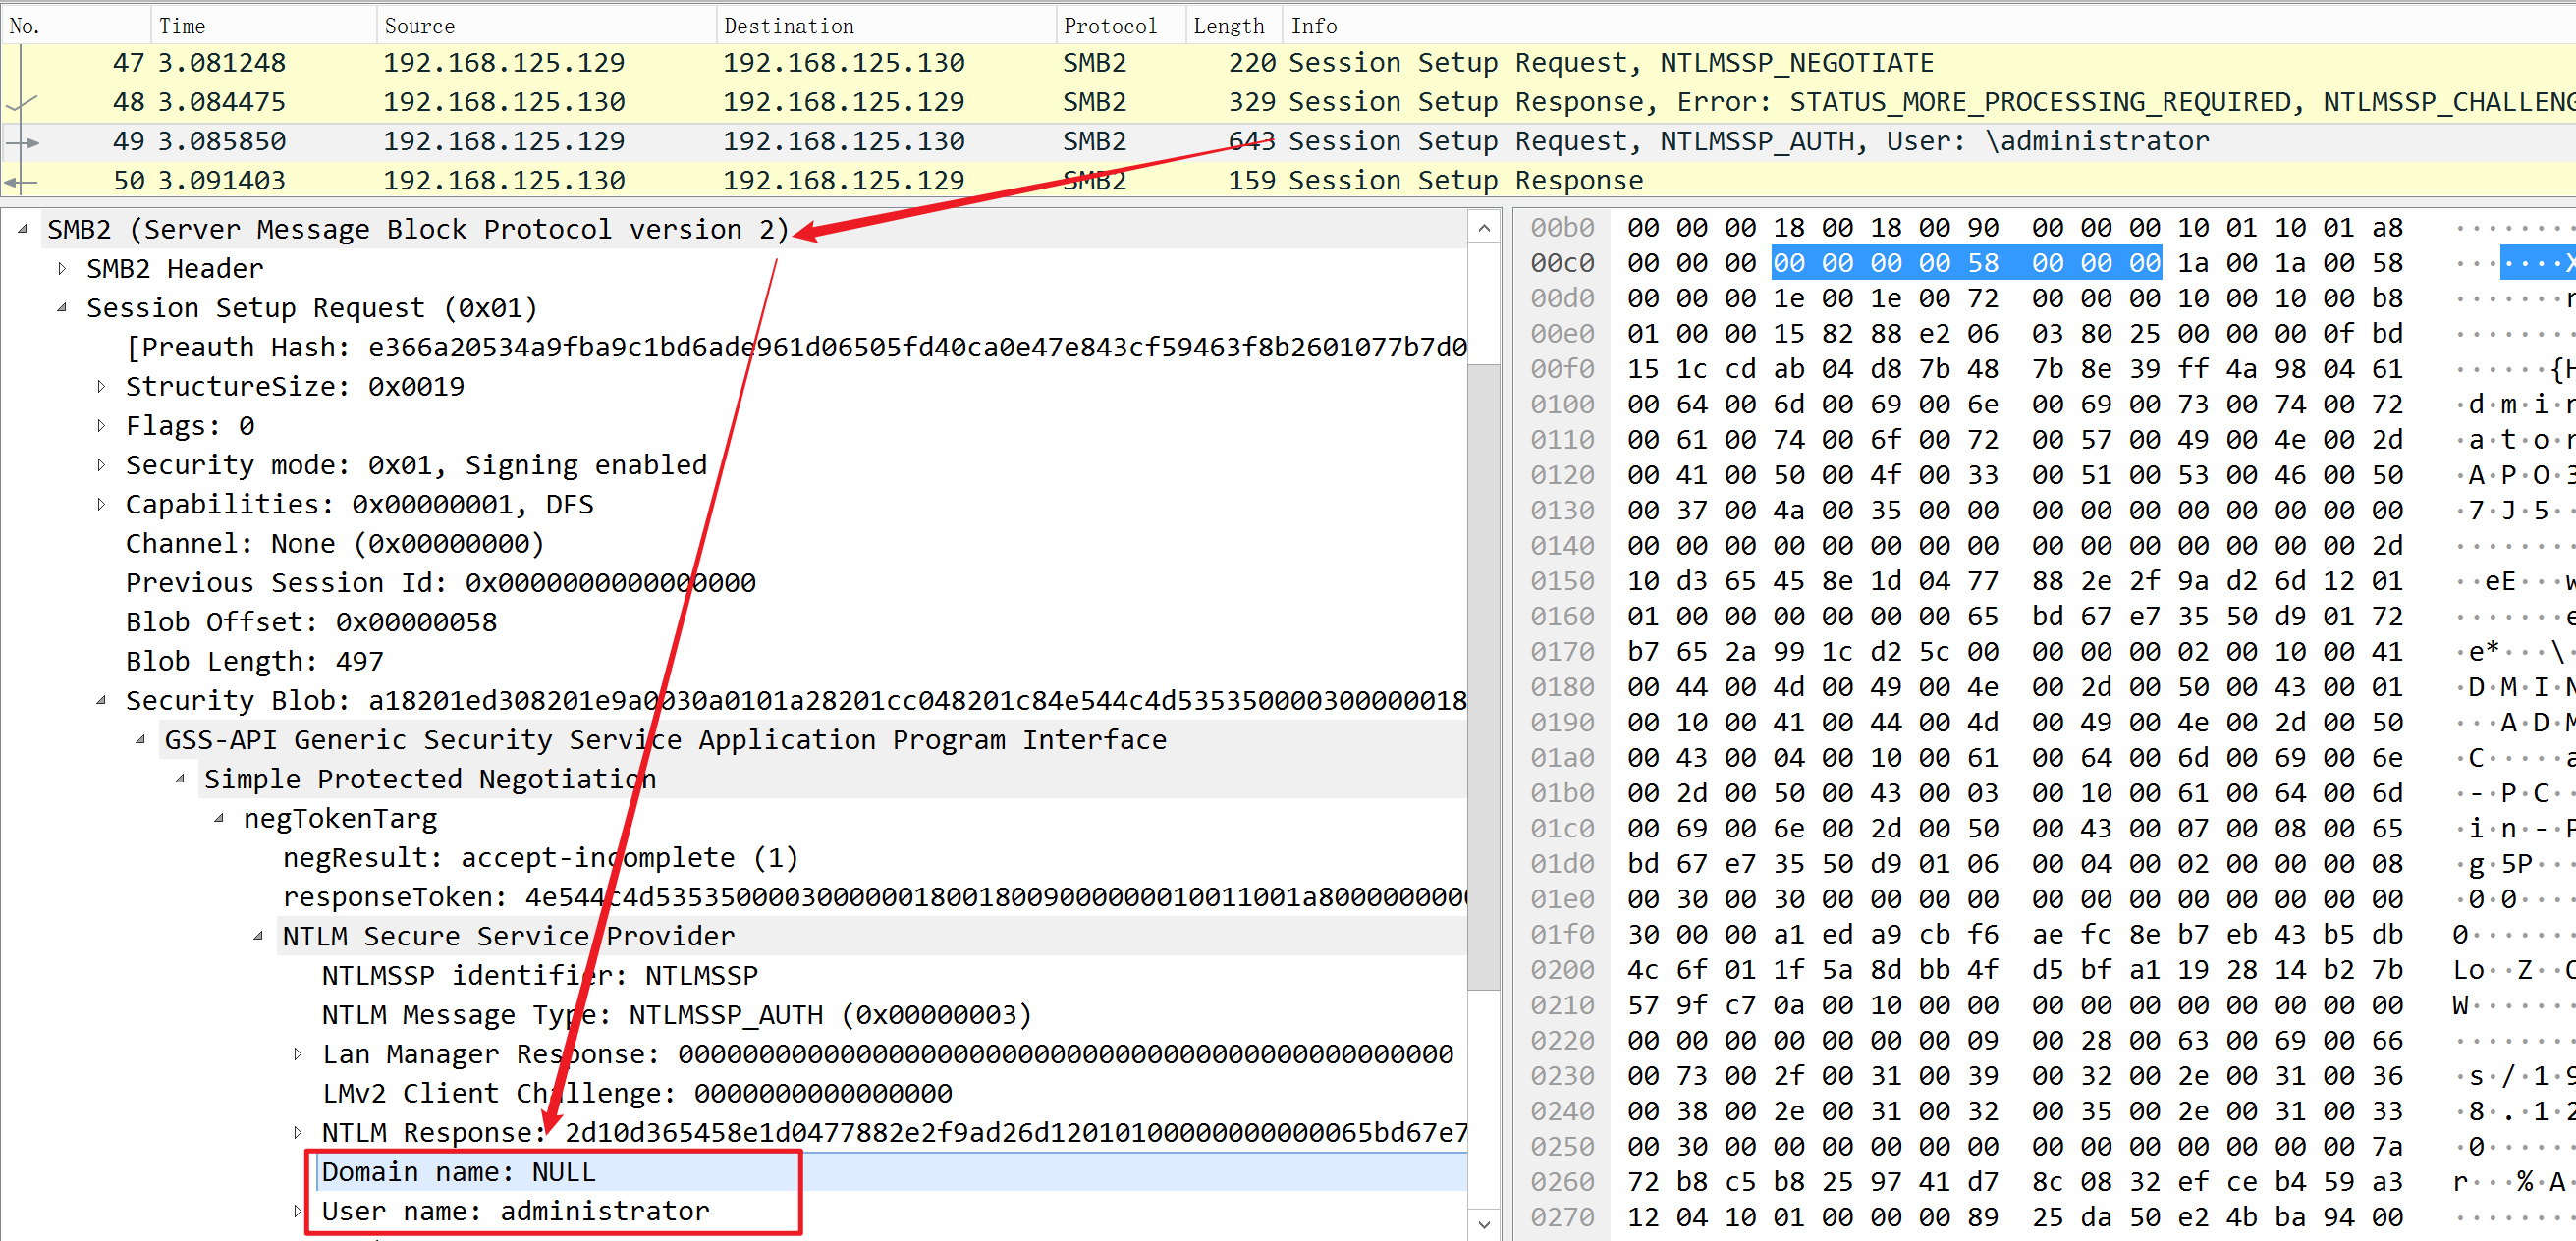 No. Time Source Destination Protocol Length Info
47 3.081248 192.168.125.129 192.168.125.130 SMB2 220 Session Setup Request, NTLMSSP_NEGOTIATE
48 3.084475 192.168.125.130 192.168.125.129 SMB2 329 Session Setup Response, Error: STATUS_MORE_PROCESSING_REQUIRED, NTLMSSP_CHALLENG
49 3.085850 192.168.125.129 192.168.125.130 SMB2 643 Session Setup Request, NTLMSSP_AUTH, User: \administrator
50 3.091403 192.168.125.130 192.168.125.129 SMB2 159 Session Setup Response
SMB2 (Server Message Block Protocol version 2)
SMB2 Header
Session Setup Request (0x01)
[Preauth Hash: e366a20534a9fba9c1bd6ade961d06505fd40ca0e47e843cf59463f8b2601077b7d0
StructureSize: 0x0019
Flags: 0
Security mode: 0x01, Signing enabled
Capabilities: 0x00000001, DFS
Channel: None (0x00000000)
Previous Session Id: 0x0000000000000000
Blob Offset: 0x00000058
Blob Length: 497
Security Blob: a18201ed308201e9a0030a0101a28201cc048201c84e544c4d5353500003000000018
GSS-API Generic Security Service Application Program Interface
Simple Protected Negotiation
negTokenTarg
negResult: accept-incomplete (1)
responseToken: 4e544c4d5353500003000000180018009000000010011001a8000000000
NTLM Secure Service Provider
NTLMSSP identifier: NTLMSSP
NTLM Message Type: NTLMSSP_AUTH (0x00000003)
Lan Manager Response: 000000000000000000000000000000000000000000000000
LMv2 Client Challenge: 0000000000000000
NTLM Response: 2d10d365458e1d0477882e2f9ad26d12010100000000000065bd67e7
Domain name: NULL
User name: administrator
00b0 00 00 00 18 00 18 00 90 00 00 00 10 01 10 01 a8 ·········
00c0 00 00 00 00 00 00 00 58 00 00 00 1a 00 1a 00 58 ·······X
00d0 00 00 00 1e 00 1e 00 72 00 00 00 10 00 10 00 b8 ·······r
00e0 01 00 00 15 82 88 e2 06 03 80 25 00 00 00 0f bd ········
00f0 15 1c cd ab 04 d8 7b 48 7b 8e 39 ff 4a 98 04 61 ······{H
0100 00 64 00 6d 00 69 00 6e 00 69 00 73 00 74 00 72 ·d·m·i·n
0110 00 61 00 74 00 6f 00 72 00 57 00 49 00 4e 00 2d ·a·t·o·r
0120 00 41 00 50 00 4f 00 33 00 51 00 53 00 46 00 50 ·A·P·O·3
0130 00 37 00 4a 00 35 00 00 00 00 00 00 00 00 00 00 ·7·J·5··
0140 00 00 00 00 00 00 00 00 00 00 00 00 00 00 00 2d ········
0150 10 d3 65 45 8e 1d 04 77 88 2e 2f 9a d2 6d 12 01 ··eE···w
0160 01 00 00 00 00 00 00 65 bd 67 e7 35 50 d9 01 72 ·······e
0170 b7 65 2a 99 1c d2 5c 00 00 00 00 02 00 10 00 41 ·e*···\·
0180 00 44 00 4d 00 49 00 4e 00 2d 00 50 00 43 00 01 ·D·M·I·N
0190 00 10 00 41 00 44 00 4d 00 49 00 4e 00 2d 00 50 ···A·D·M
01a0 00 43 00 04 00 10 00 61 00 64 00 6d 00 69 00 6e ·C·····a
01b0 00 2d 00 50 00 43 00 03 00 10 00 61 00 64 00 6d ·-·P·C··
01c0 00 69 00 6e 00 2d 00 50 00 43 00 07 00 08 00 65 ·i·n·-·P
01d0 bd 67 e7 35 50 d9 01 06 00 04 00 02 00 00 00 08 ·g·5P···
01e0 00 30 00 30 00 00 00 00 00 00 00 00 00 00 00 00 ·0·0····
01f0 30 00 00 a1 ed a9 cb f6 ae fc 8e b7 eb 43 b5 db 0·······
0200 4c 6f 01 1f 5a 8d bb 4f d5 bf a1 19 28 14 b2 7b Lo··Z··O
0210 57 9f c7 0a 00 10 00 00 00 00 00 00 00 00 00 00 W·······
0220 00 00 00 00 00 00 00 09 00 28 00 63 00 69 00 66 ········
0230 00 73 00 2f 00 31 00 39 00 32 00 2e 00 31 00 36 ·s·/·1·9
0240 00 38 00 2e 00 31 00 32 00 35 00 2e 00 31 00 33 ·8·.·1·2
0250 00 30 00 00 00 00 00 00 00 00 00 00 00 00 00 7a ·0······
0260 72 b8 c5 b8 25 97 41 d7 8c 08 32 ef ce b4 59 a3 r···%·A·
0270 12 04 10 01 00 00 00 89 25 da 50 e2 4b ba 94 00 ········